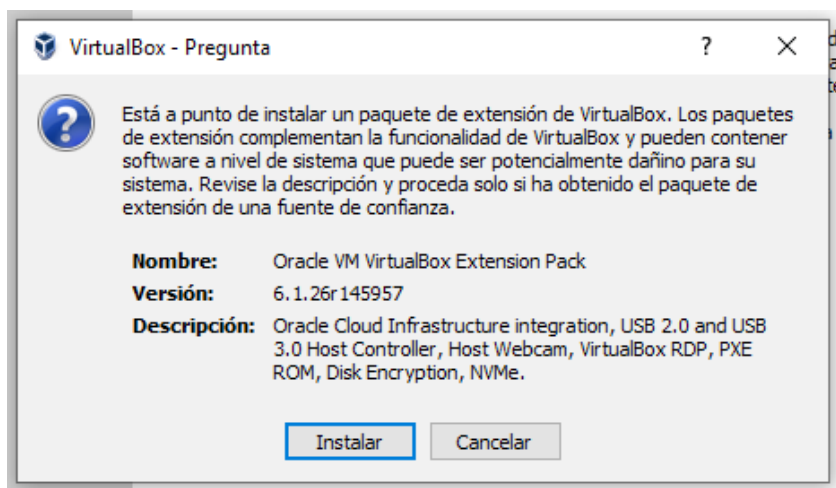 VirtualBox - Pregunta
Está a punto de instalar un paquete de extensión de VirtualBox. Los paquetes
de extensión complementan la funcionalidad de VirtualBox y pueden contener
software a nivel de sistema que puede ser potencialmente dañino para su
sistema. Revise la descripción y proceda solo si ha obtenido el paquete de
extensión de una fuente de confianza.
Nombre: Oracle VM VirtualBox Extension Pack
Versión: 6.1.26r145957
Descripción: Oracle Cloud Infrastructure integration, USB 2.0 and USB
3.0 Host Controller, Host Webcam, VirtualBox RDP, PXE
ROM, Disk Encryption, NVMe.
Instalar Cancelar